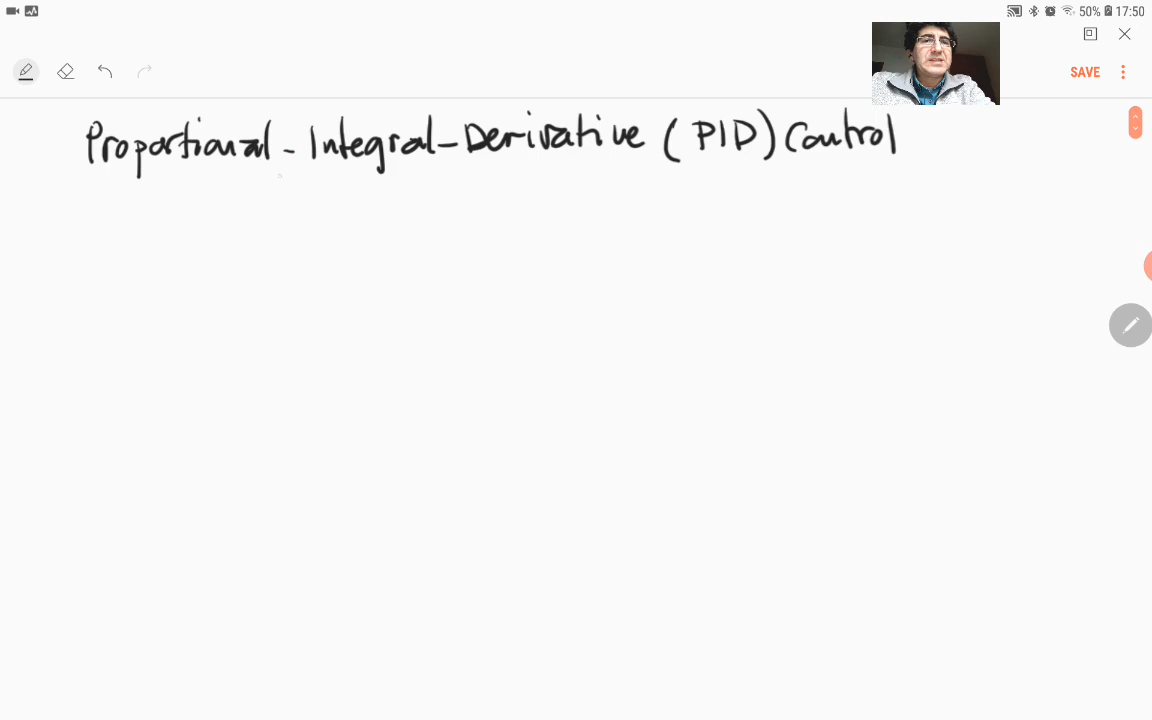 50% 17:50
SAVE
Proportional - Integral - Derivative (PID) Control